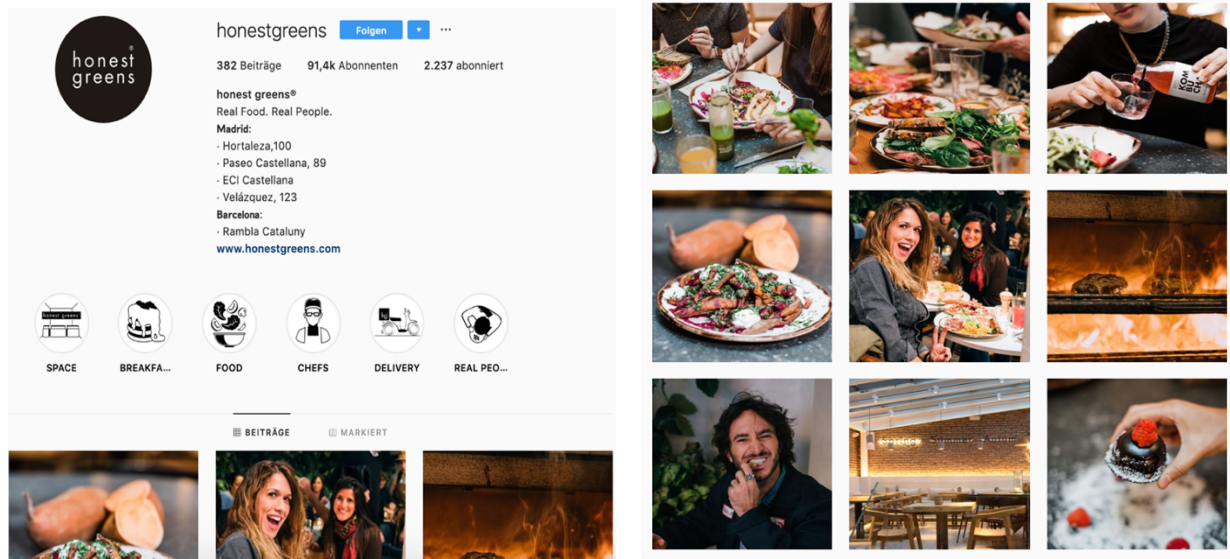 honest®
greens
honestgreens Folgen
382 Beiträge 91,4k Abonnenten 2.237 abonniert
honest greens®
Real Food. Real People.
Madrid:
· Hortaleza,100
· Paseo Castellana, 89
· ECI Castellana
· Velázquez, 123
Barcelona:
· Rambla Cataluny
www.honestgreens.com
honest greens
SPACE BREAKFA... FOOD CHEFS DELIVERY REAL PEO...
BEITRÄGE MARKIERT
KOM
BU
CHA